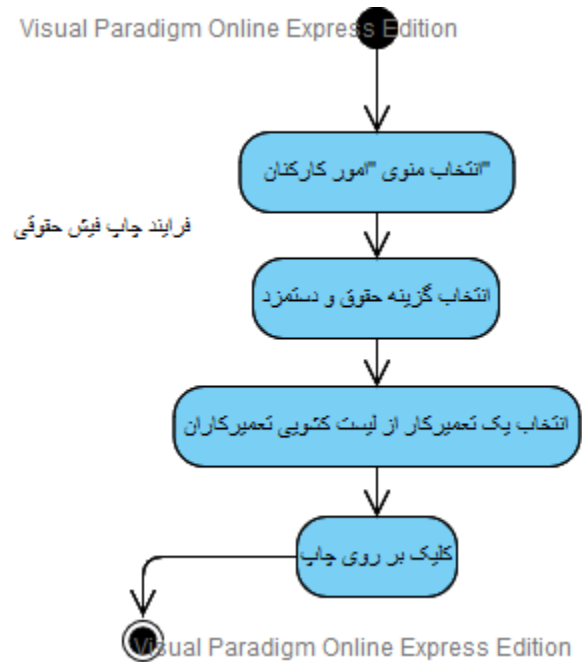 Visual Paradigm Online Express Edition
انتخاب منوی "امور کارکنان"
فرایند چاپ فیش حقوقی
انتخاب گزینه حقوق و دستمزد
انتخاب یک تعمیرکار از لیست کشویی تعمیرکاران
کلیک بر روی چاپ
Visual Paradigm Online Express Edition